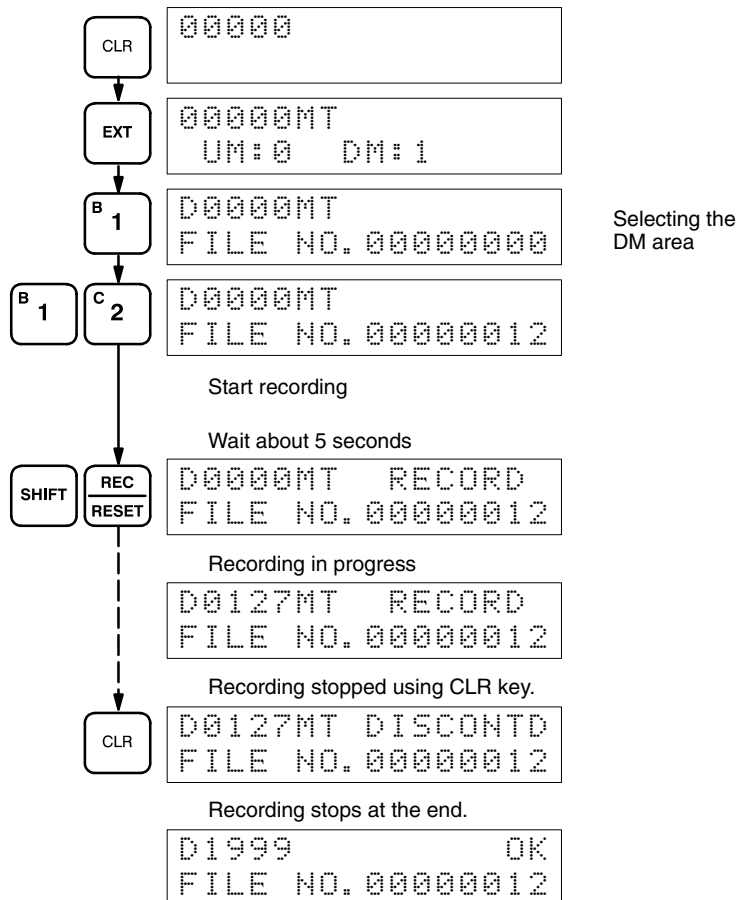 CLR
00000
EXT
00000MT
UM:0 DM:1
B 1
D0000MT
FILE NO.00000000
Selecting the
DM area
B 1
C 2
D0000MT
FILE NO.00000012
Start recording
Wait about 5 seconds
SHIFT
REC
RESET
D0000MT RECORD
FILE NO.00000012
Recording in progress
D0127MT RECORD
FILE NO.00000012
Recording stopped using CLR key.
CLR
D0127MT DISCONTD
FILE NO.00000012
Recording stops at the end.
D1999 OK
FILE NO.00000012